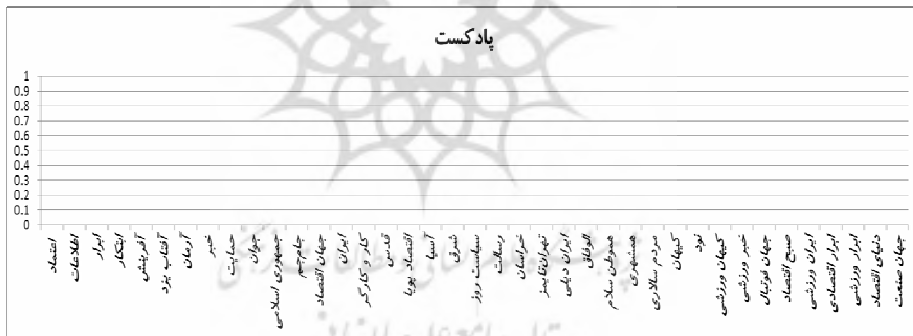 پادکست
1
0.9
0.8
0.7
0.6
0.5
0.4
0.3
0.2
0.1
0
اعتماد
اطلاعات
ابرار
ابتکار
آفرینش
آفتاب یزد
آرمان
خبر
حمایت
جوان
جمهوری اسلامی
جام‌جم
جهان اقتصاد
ایران
کار و کارگر
قدس
اقتصاد پویا
آسیا
شرق
سیاست روز
رسالت
خراسان
تهران‌تایمز
ایران دیلی
الوفاق
هموطن سلام
همشهری
مردم سالاری
کیهان
نود
کیهان ورزشی
خبر ورزشی
جهان فوتبال
صبح اقتصاد
ایران ورزشی
ابرار اقتصادی
ابرار ورزشی
دنیای اقتصاد
جهان صنعت